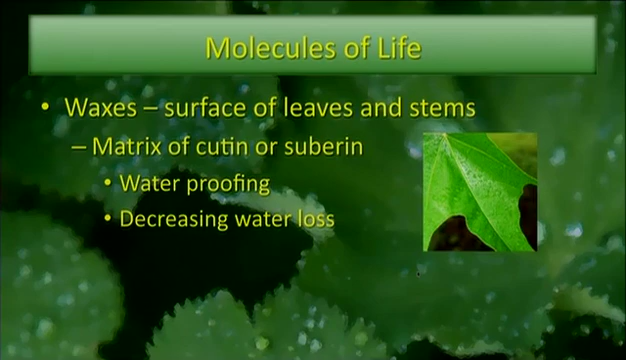 Molecules of Life
• Waxes – surface of leaves and stems
– Matrix of cutin or suberin
• Water proofing
• Decreasing water loss